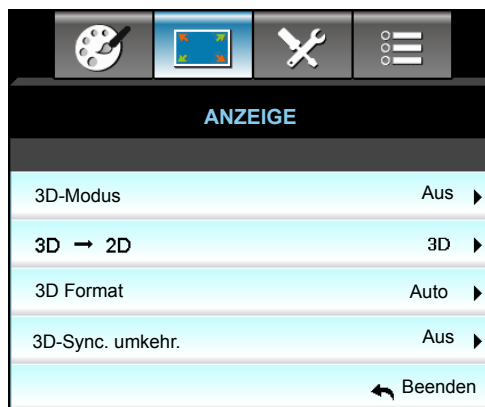 ANZEIGE
3D-Modus Aus
3D → 2D 3D
3D Format Auto
3D-Sync. umkehr. Aus
Beenden